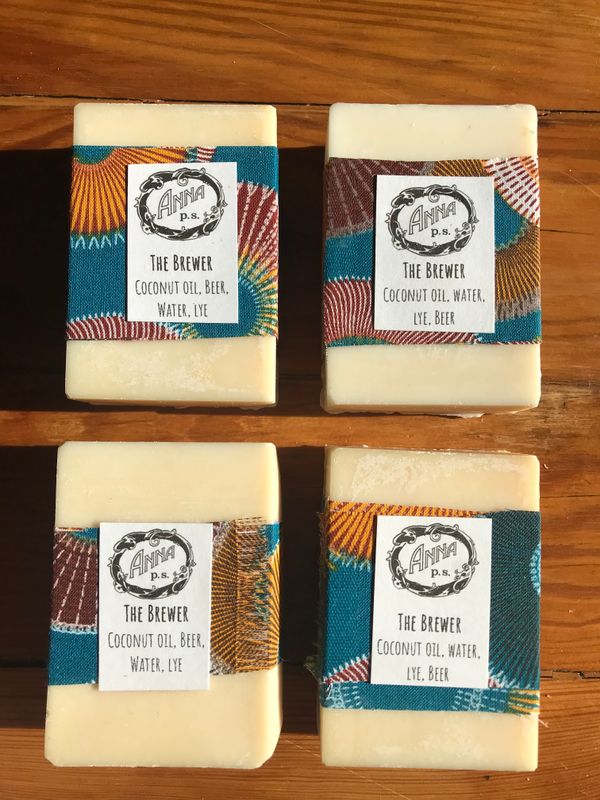 ANNA
p.s.
THE BREWER
COCONUT OIL, BEER,
WATER, LYE
ANNA
p.s.
THE BREWER
COCONUT OIL, WATER,
LYE, BEER
ANNA
p.s.
THE BREWER
COCONUT OIL, BEER,
WATER, LYE
ANNA
p.s.
THE BREWER
COCONUT OIL, WATER,
LYE, BEER